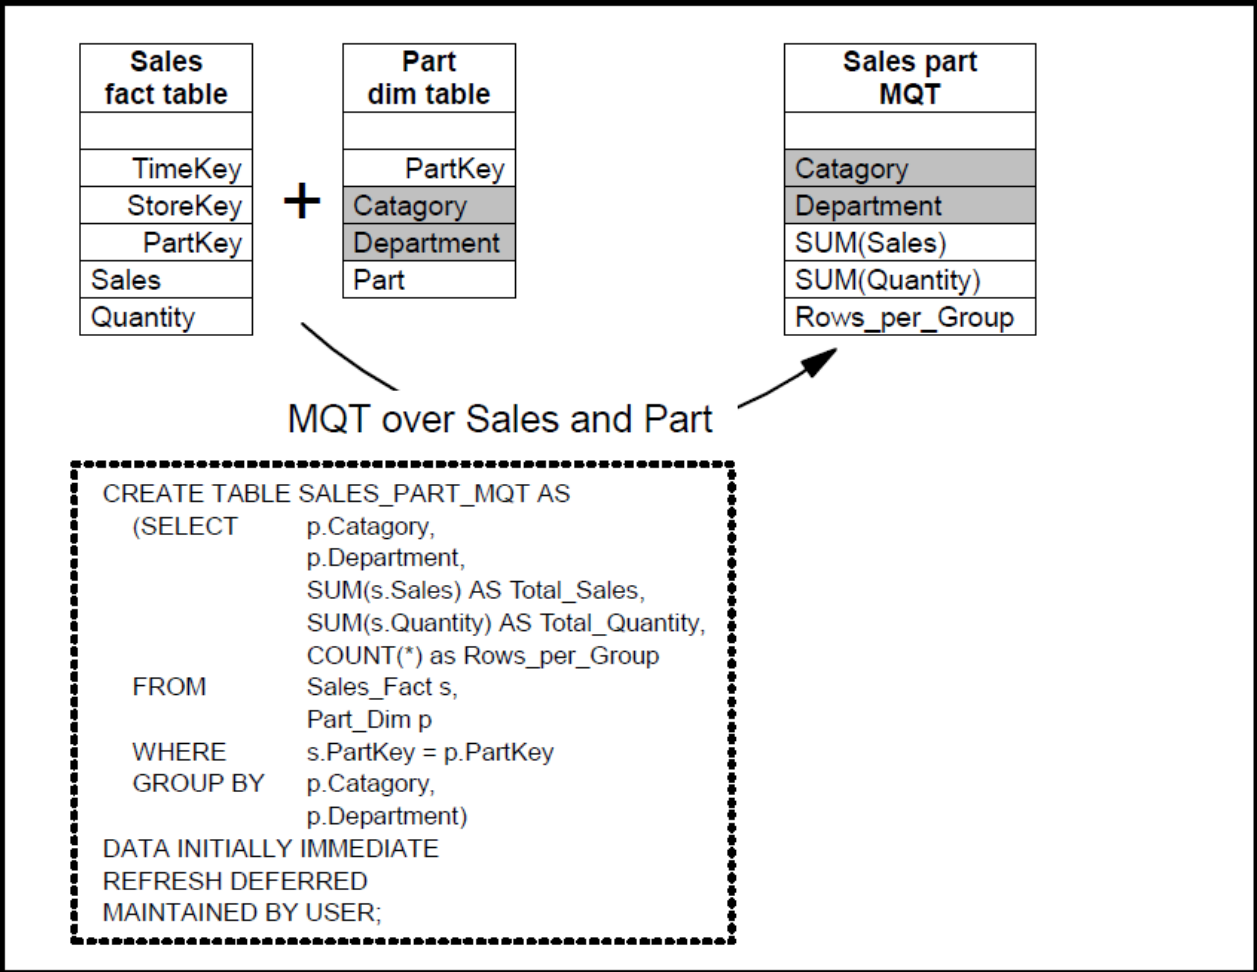 Sales
fact table
TimeKey
StoreKey
PartKey
Sales
Quantity
+
Part
dim table
PartKey
Catagory
Department
Part
Sales part
MQT
Catagory
Department
SUM(Sales)
SUM(Quantity)
Rows_per_Group
MQT over Sales and Part
CREATE TABLE SALES_PART_MQT AS
(SELECT p.Catagory,
p.Department,
SUM(s.Sales) AS Total_Sales,
SUM(s.Quantity) AS Total_Quantity,
COUNT(*) as Rows_per_Group
FROM Sales_Fact s,
Part_Dim p
WHERE s.PartKey = p.PartKey
GROUP BY p.Catagory,
p.Department)
DATA INITIALLY IMMEDIATE
REFRESH DEFERRED
MAINTAINED BY USER;